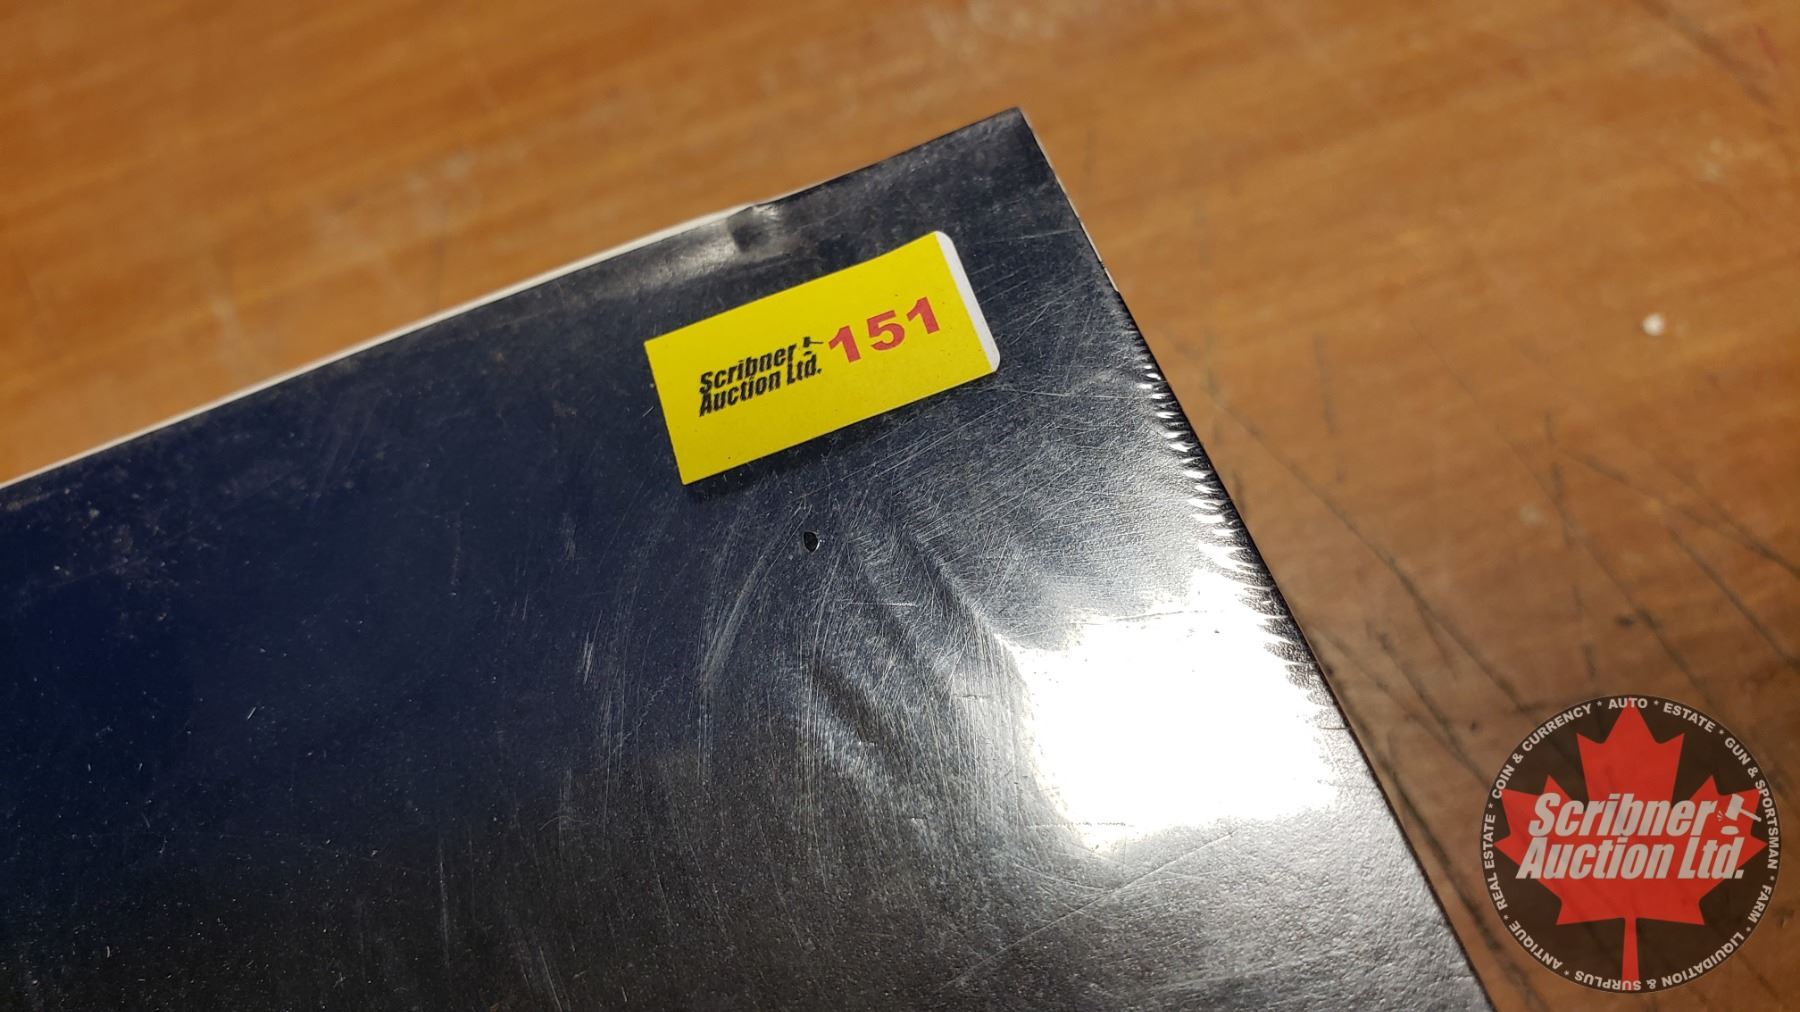 Scribner
Auction Ltd.
151
REAL ESTATE * COIN & CURRENCY * AUTO * ESTATE * GUN & SPORTSMAN * FARM * LIQUIDATION & SURPLUS * ANTIQUE *
Scribner
Auction Ltd.